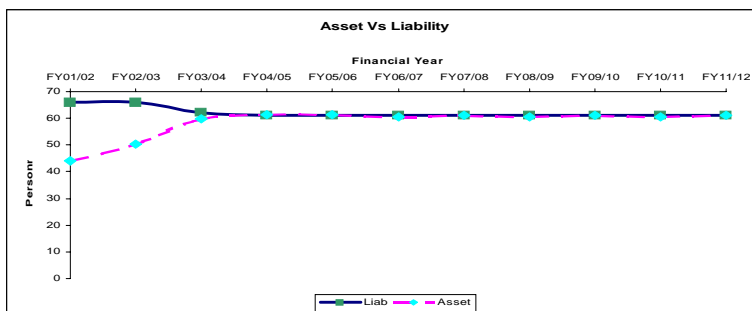 Asset Vs Liability
Financial Year
FY01/02 FY02/03 FY03/04 FY04/05 FY05/06 FY06/07 FY07/08 FY08/09 FY09/10 FY10/11 FY11/12
70
60
50
40
30
20
10
0
Personr
Liab Asset